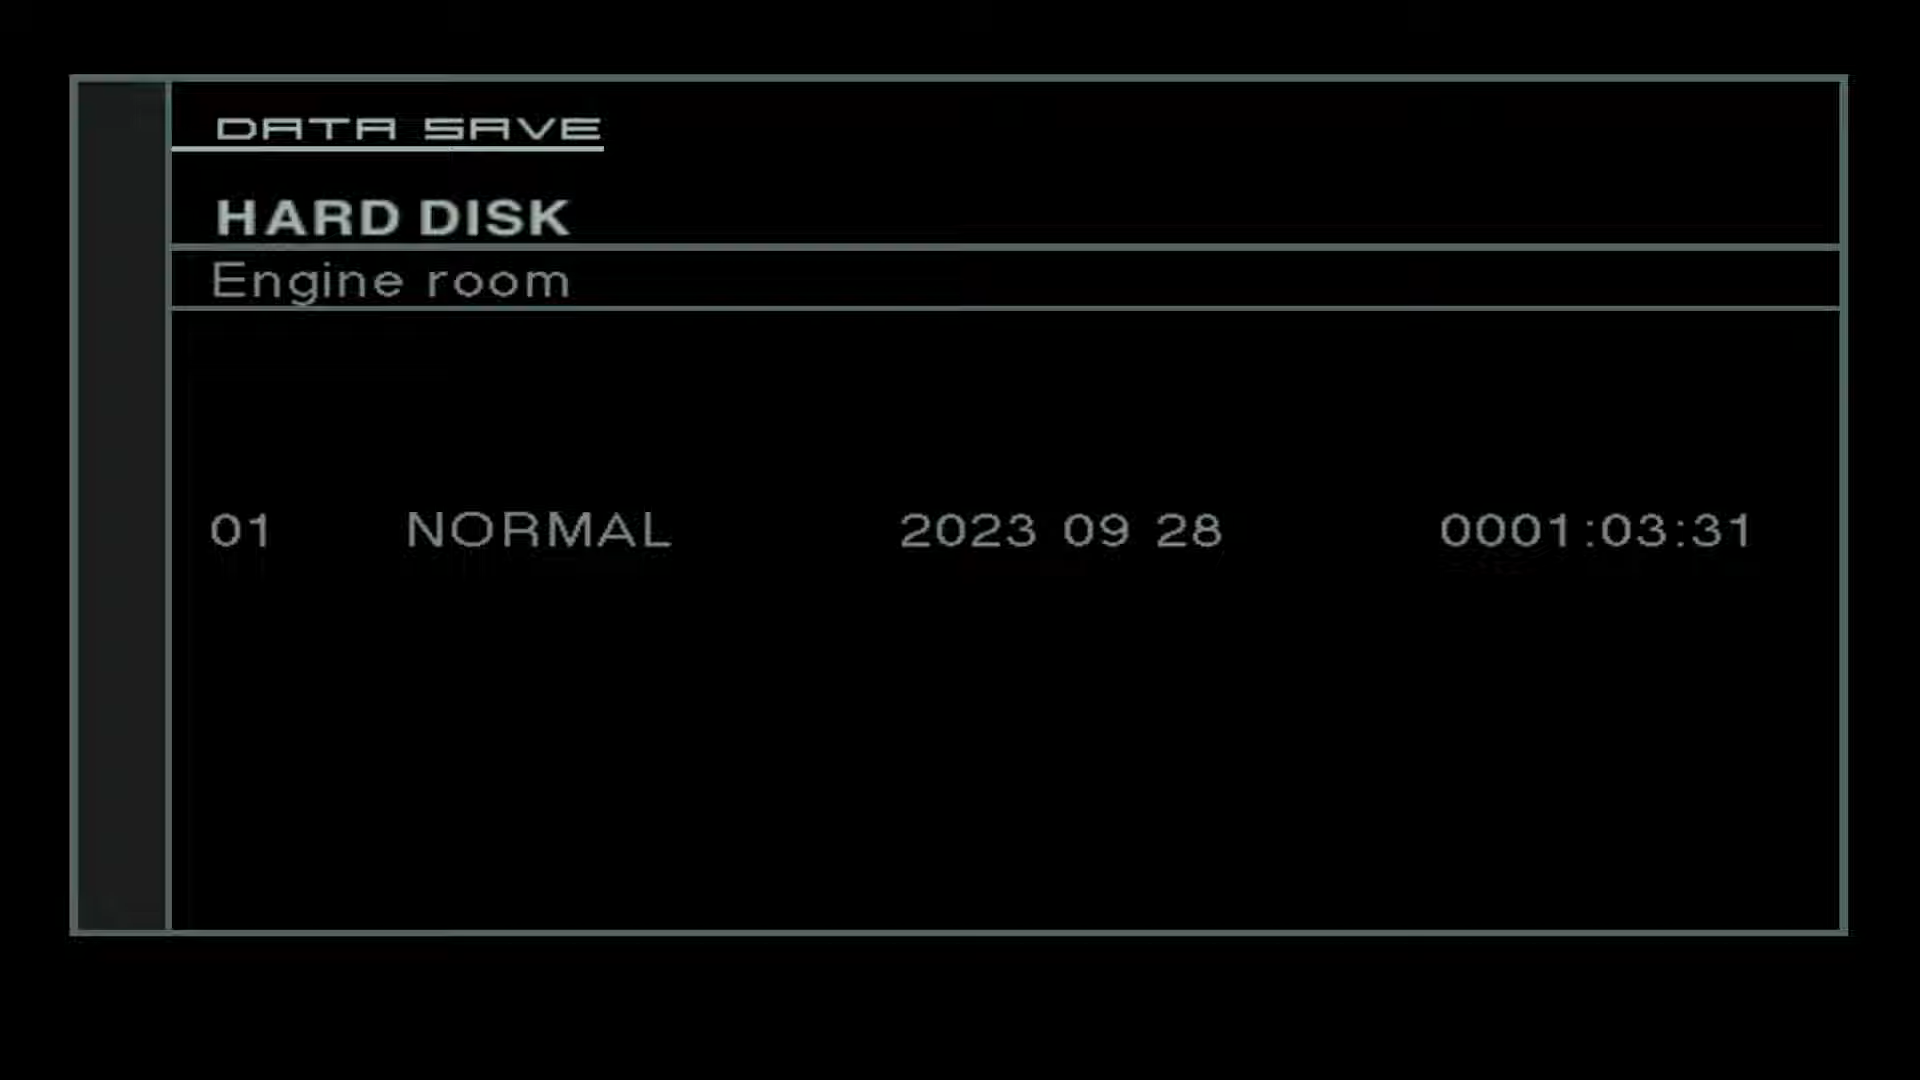 DATA SAVE
HARD DISK
Engine room
01 NORMAL 2023 09 28 0001:03:31